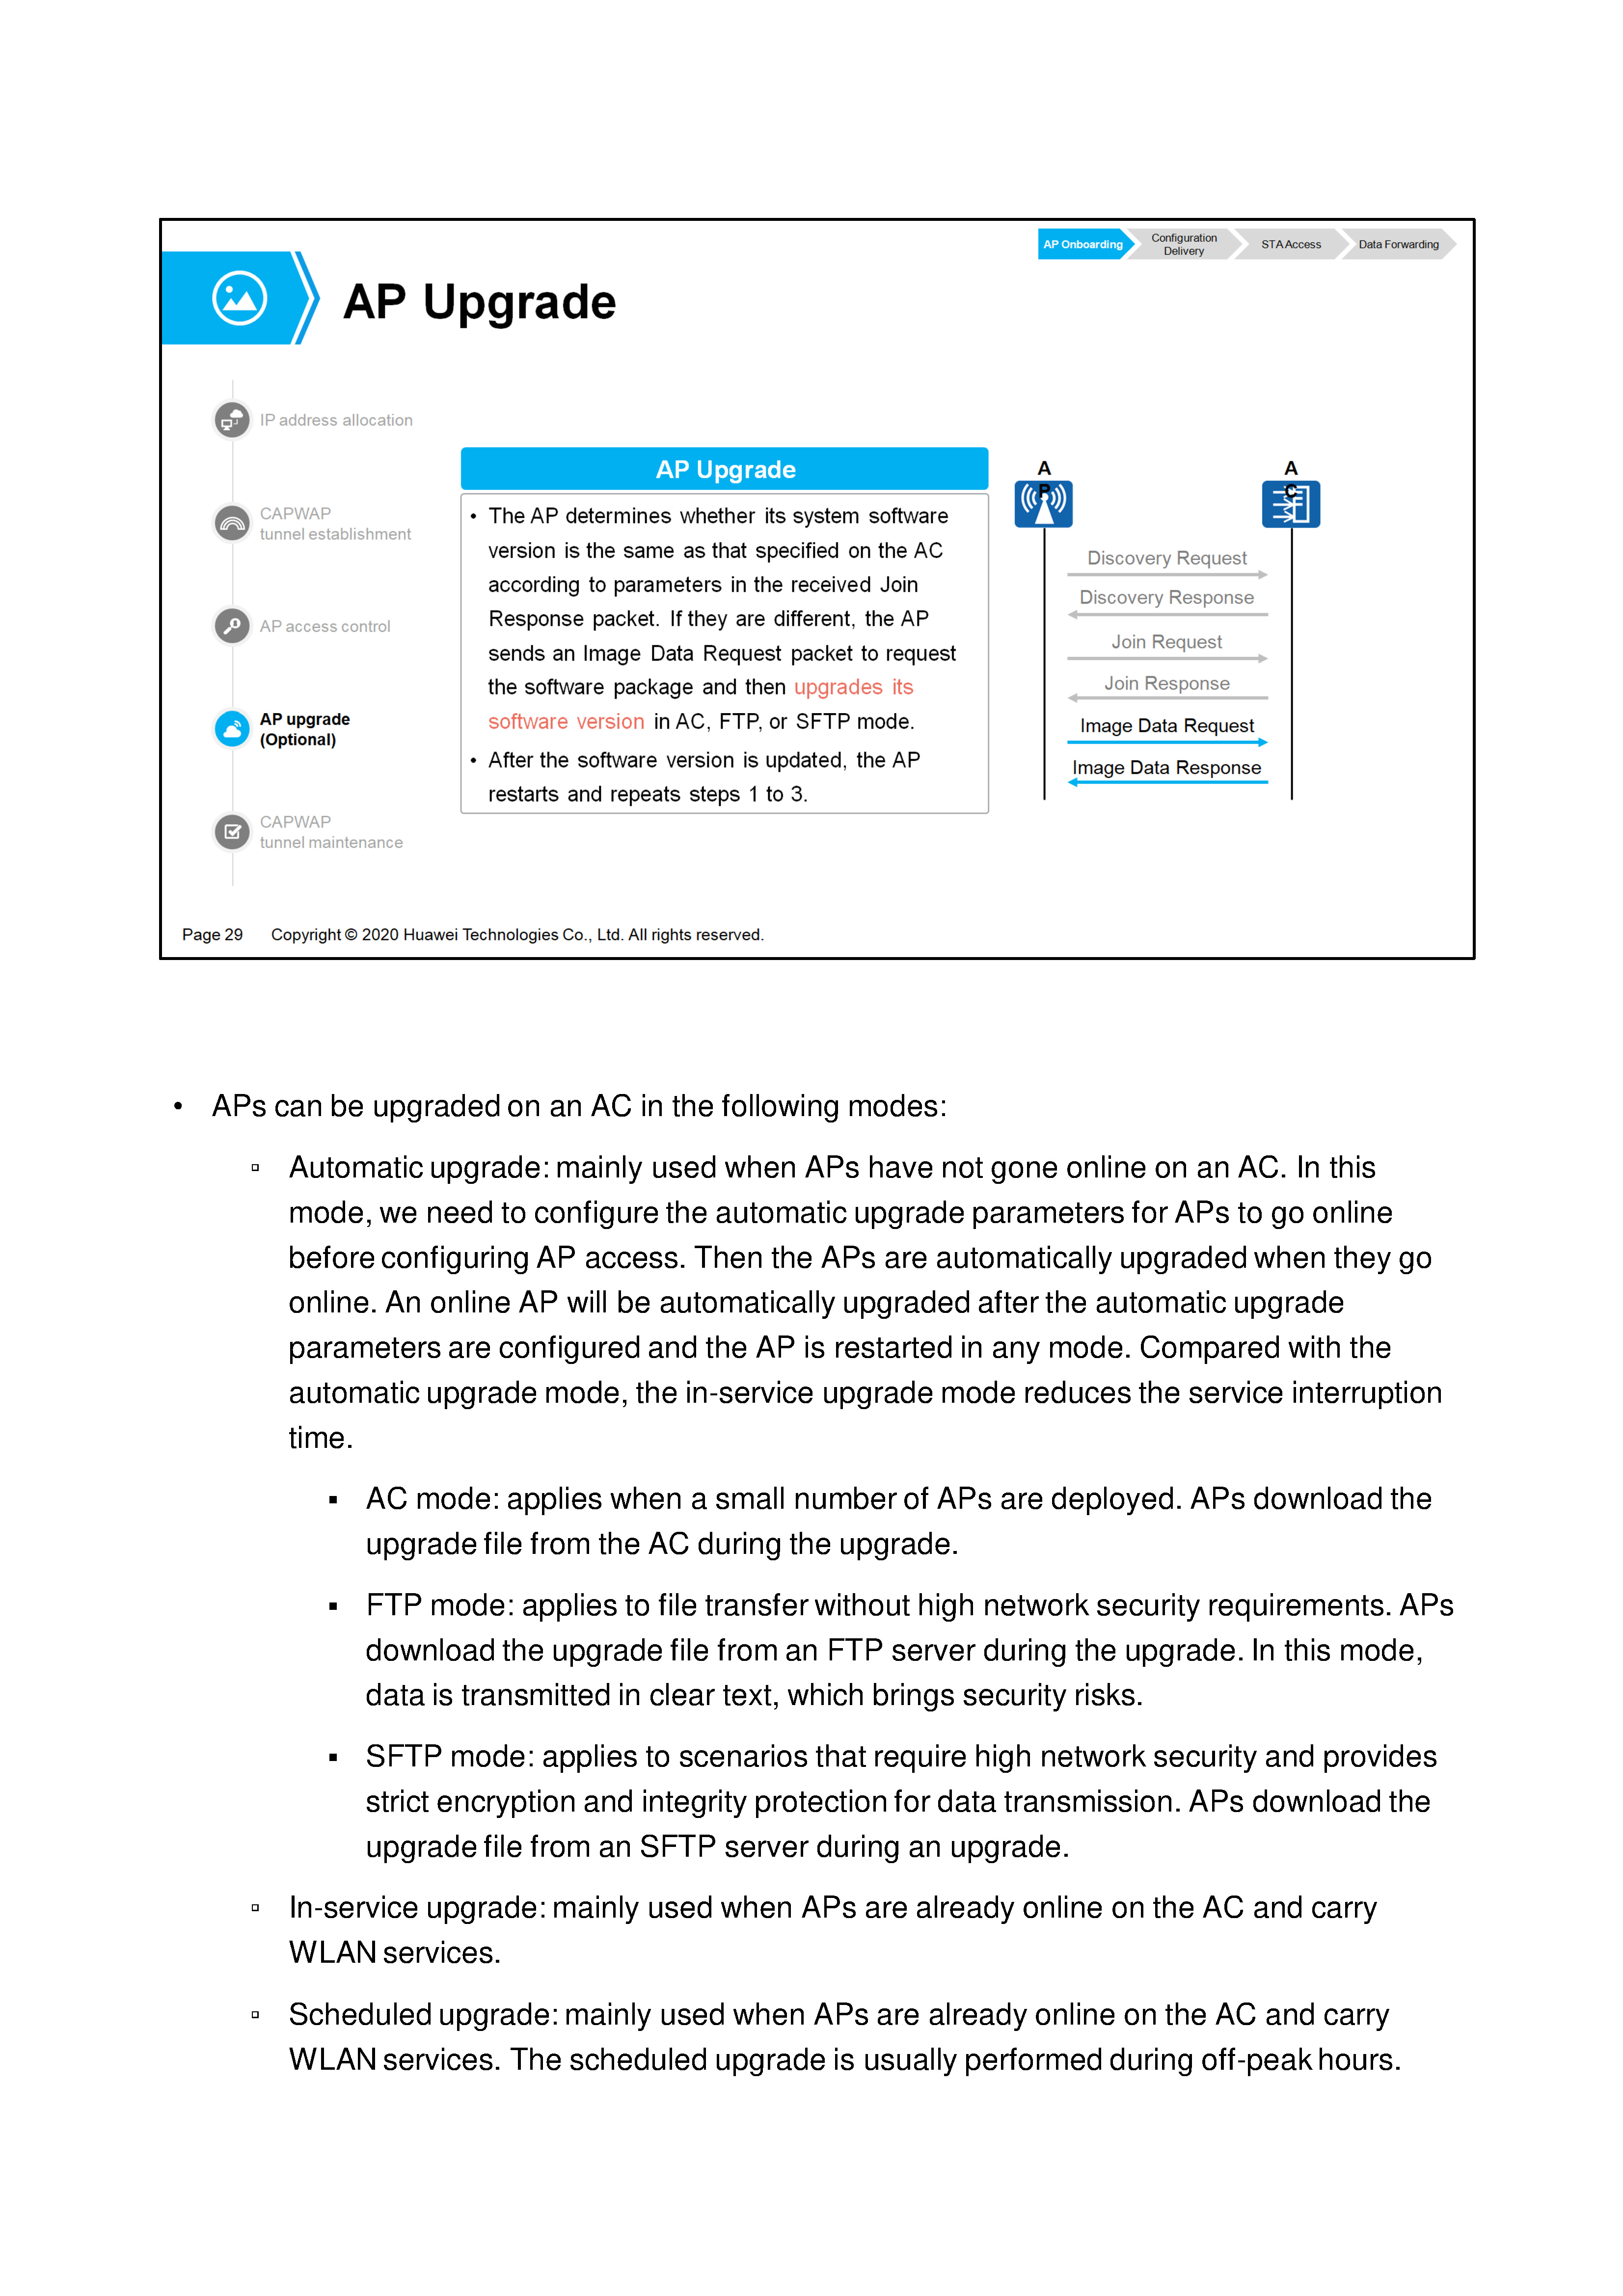 AP Onboarding
Configuration
Delivery
STA Access
Data Forwarding
AP Upgrade
IP address allocation
CAPWAP
tunnel establishment
AP access control
AP upgrade
(Optional)
CAPWAP
tunnel maintenance
AP Upgrade
• The AP determines whether its system software
version is the same as that specified on the AC
according to parameters in the received Join
Response packet. If they are different, the AP
sends an Image Data Request packet to request
the software package and then upgrades its
software version in AC, FTP, or SFTP mode.
• After the software version is updated, the AP
restarts and repeats steps 1 to 3.
A
P
A
C
Discovery Request
Discovery Response
Join Request
Join Response
Image Data Request
Image Data Response
Page 29 Copyright © 2020 Huawei Technologies Co., Ltd. All rights reserved.
• APs can be upgraded on an AC in the following modes:
▫ Automatic upgrade: mainly used when APs have not gone online on an AC. In this
mode, we need to configure the automatic upgrade parameters for APs to go online
before configuring AP access. Then the APs are automatically upgraded when they go
online. An online AP will be automatically upgraded after the automatic upgrade
parameters are configured and the AP is restarted in any mode. Compared with the
automatic upgrade mode, the in-service upgrade mode reduces the service interruption
time.
▪ AC mode: applies when a small number of APs are deployed. APs download the
upgrade file from the AC during the upgrade.
▪ FTP mode: applies to file transfer without high network security requirements. APs
download the upgrade file from an FTP server during the upgrade. In this mode,
data is transmitted in clear text, which brings security risks.
▪ SFTP mode: applies to scenarios that require high network security and provides
strict encryption and integrity protection for data transmission. APs download the
upgrade file from an SFTP server during an upgrade.
▫ In-service upgrade: mainly used when APs are already online on the AC and carry
WLAN services.
▫ Scheduled upgrade: mainly used when APs are already online on the AC and carry
WLAN services. The scheduled upgrade is usually performed during off-peak hours.